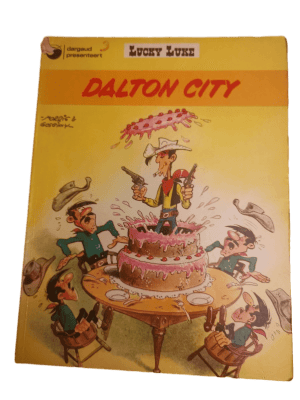 dargaud
presenteert
LUCKY LUKE
DALTON CITY